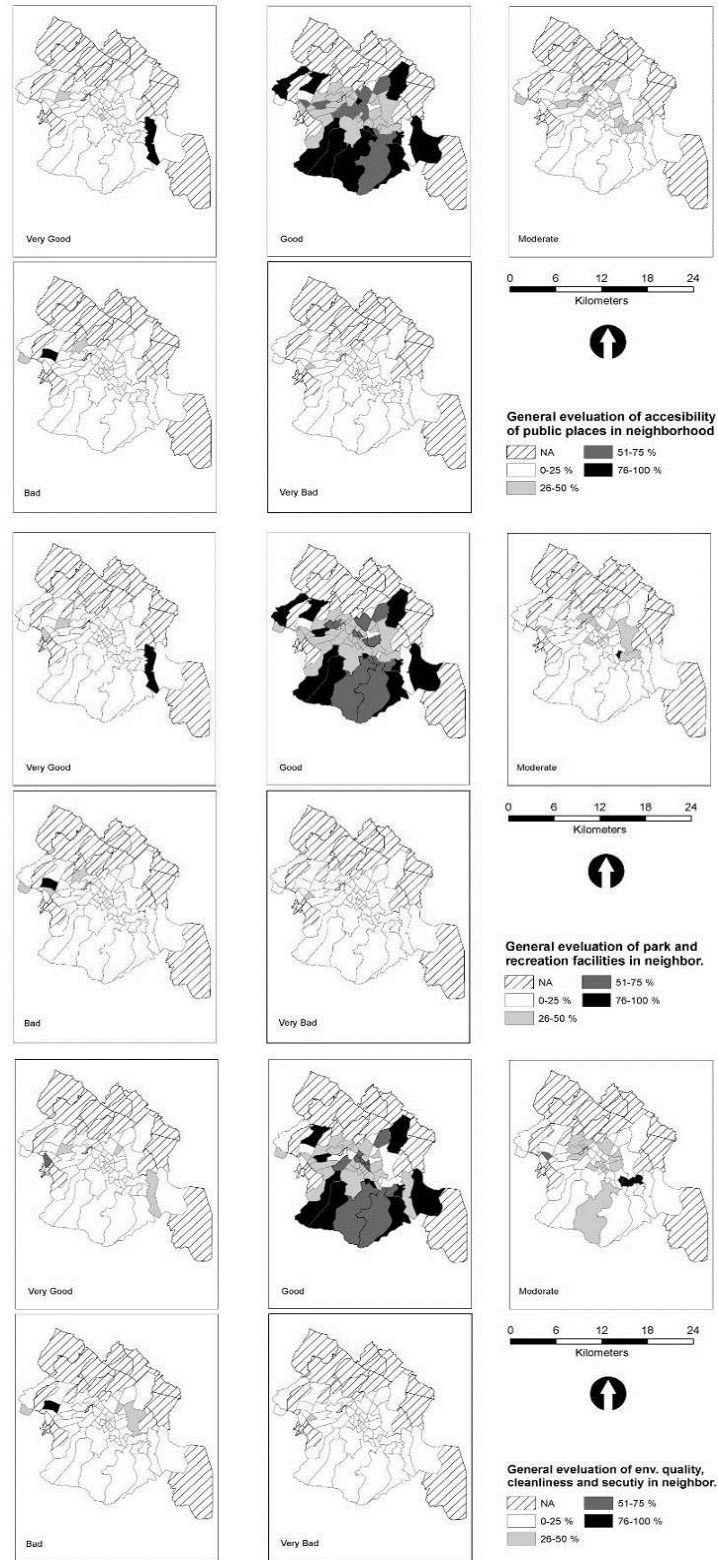 Very Good
Good
Moderate
0 6 12 18 24
Kilometers
Bad
Very Bad
General eveluation of accesibility
of public places in neighborhood
NA 51-75 %
0-25 % 76-100 %
26-50 %
Very Good
Good
Moderate
0 6 12 18 24
Kilometers
Bad
Very Bad
General eveluation of park and
recreation facilities in neighbor.
NA 51-75 %
0-25 % 76-100 %
26-50 %
Very Good
Good
Moderate
0 6 12 18 24
Kilometers
Bad
Very Bad
General eveluation of env. quality,
cleanliness and secutiy in neighbor.
NA 51-75 %
0-25 % 76-100 %
26-50 %